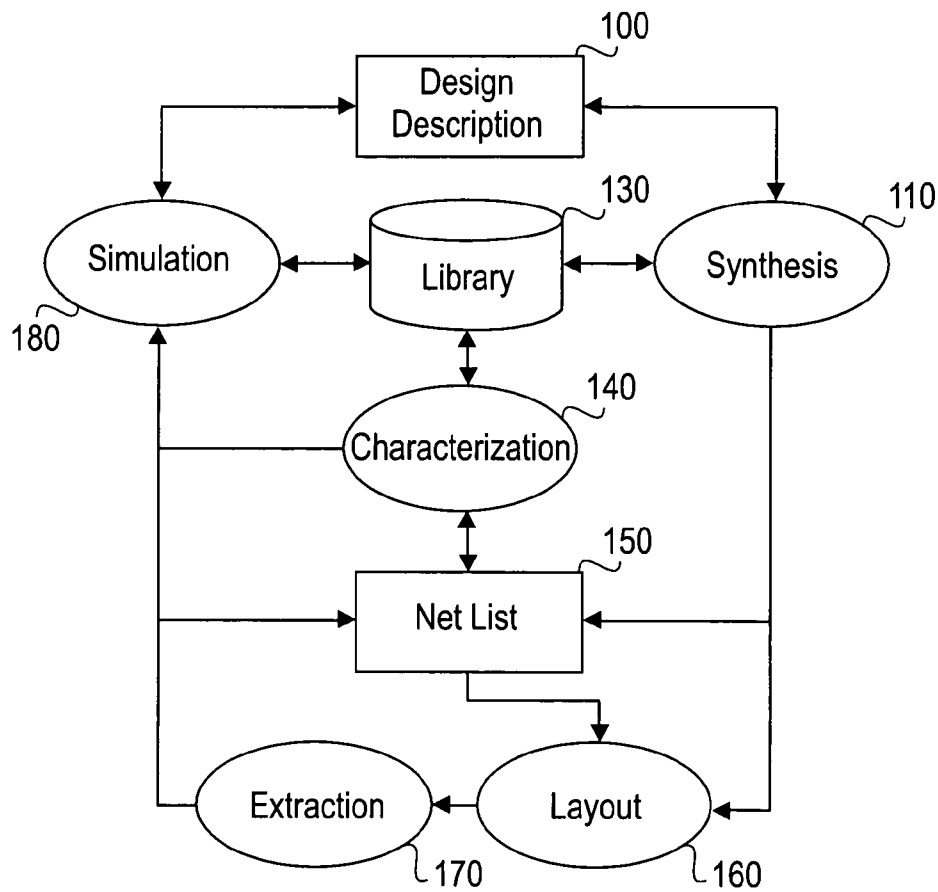 100
Design
Description
130
110
Simulation
Library
Synthesis
180
140
Characterization
150
Net List
Extraction
Layout
170
160